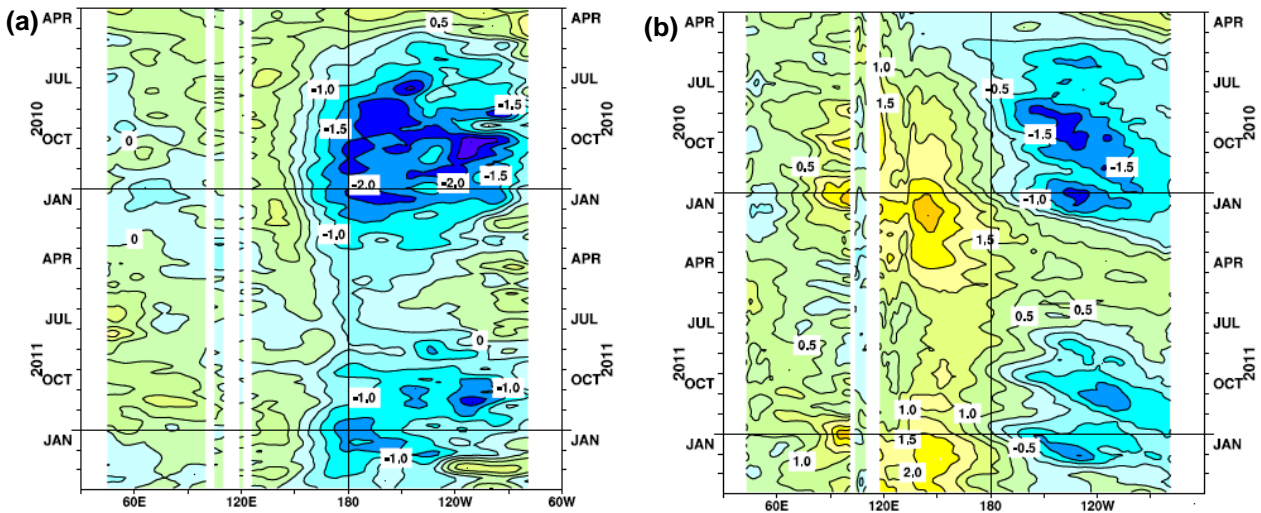 (a)
APR
JUL
2010
OCT
JAN
APR
JUL
2011
OCT
JAN
0.5
-1.0
-1.5
-1.5
0
-1.5
-2.0
-2.0
0
-1.0
0
-1.0
-1.0
-1.0
APR
JUL
2010
OCT
JAN
APR
JUL
2011
OCT
JAN
60E 120E 180 120W 60W
(b)
APR
JUL
2010
OCT
JAN
APR
JUL
2011
OCT
JAN
1.0
-0.5
1.5
-1.5
0.5
-1.5
-1.0
1.5
0.5
0.5
0.5
1.0
1.0
1.5
-0.5
1.0
2.0
APR
JUL
2010
OCT
JAN
APR
JUL
2011
OCT
JAN
60E 120E 180 120W